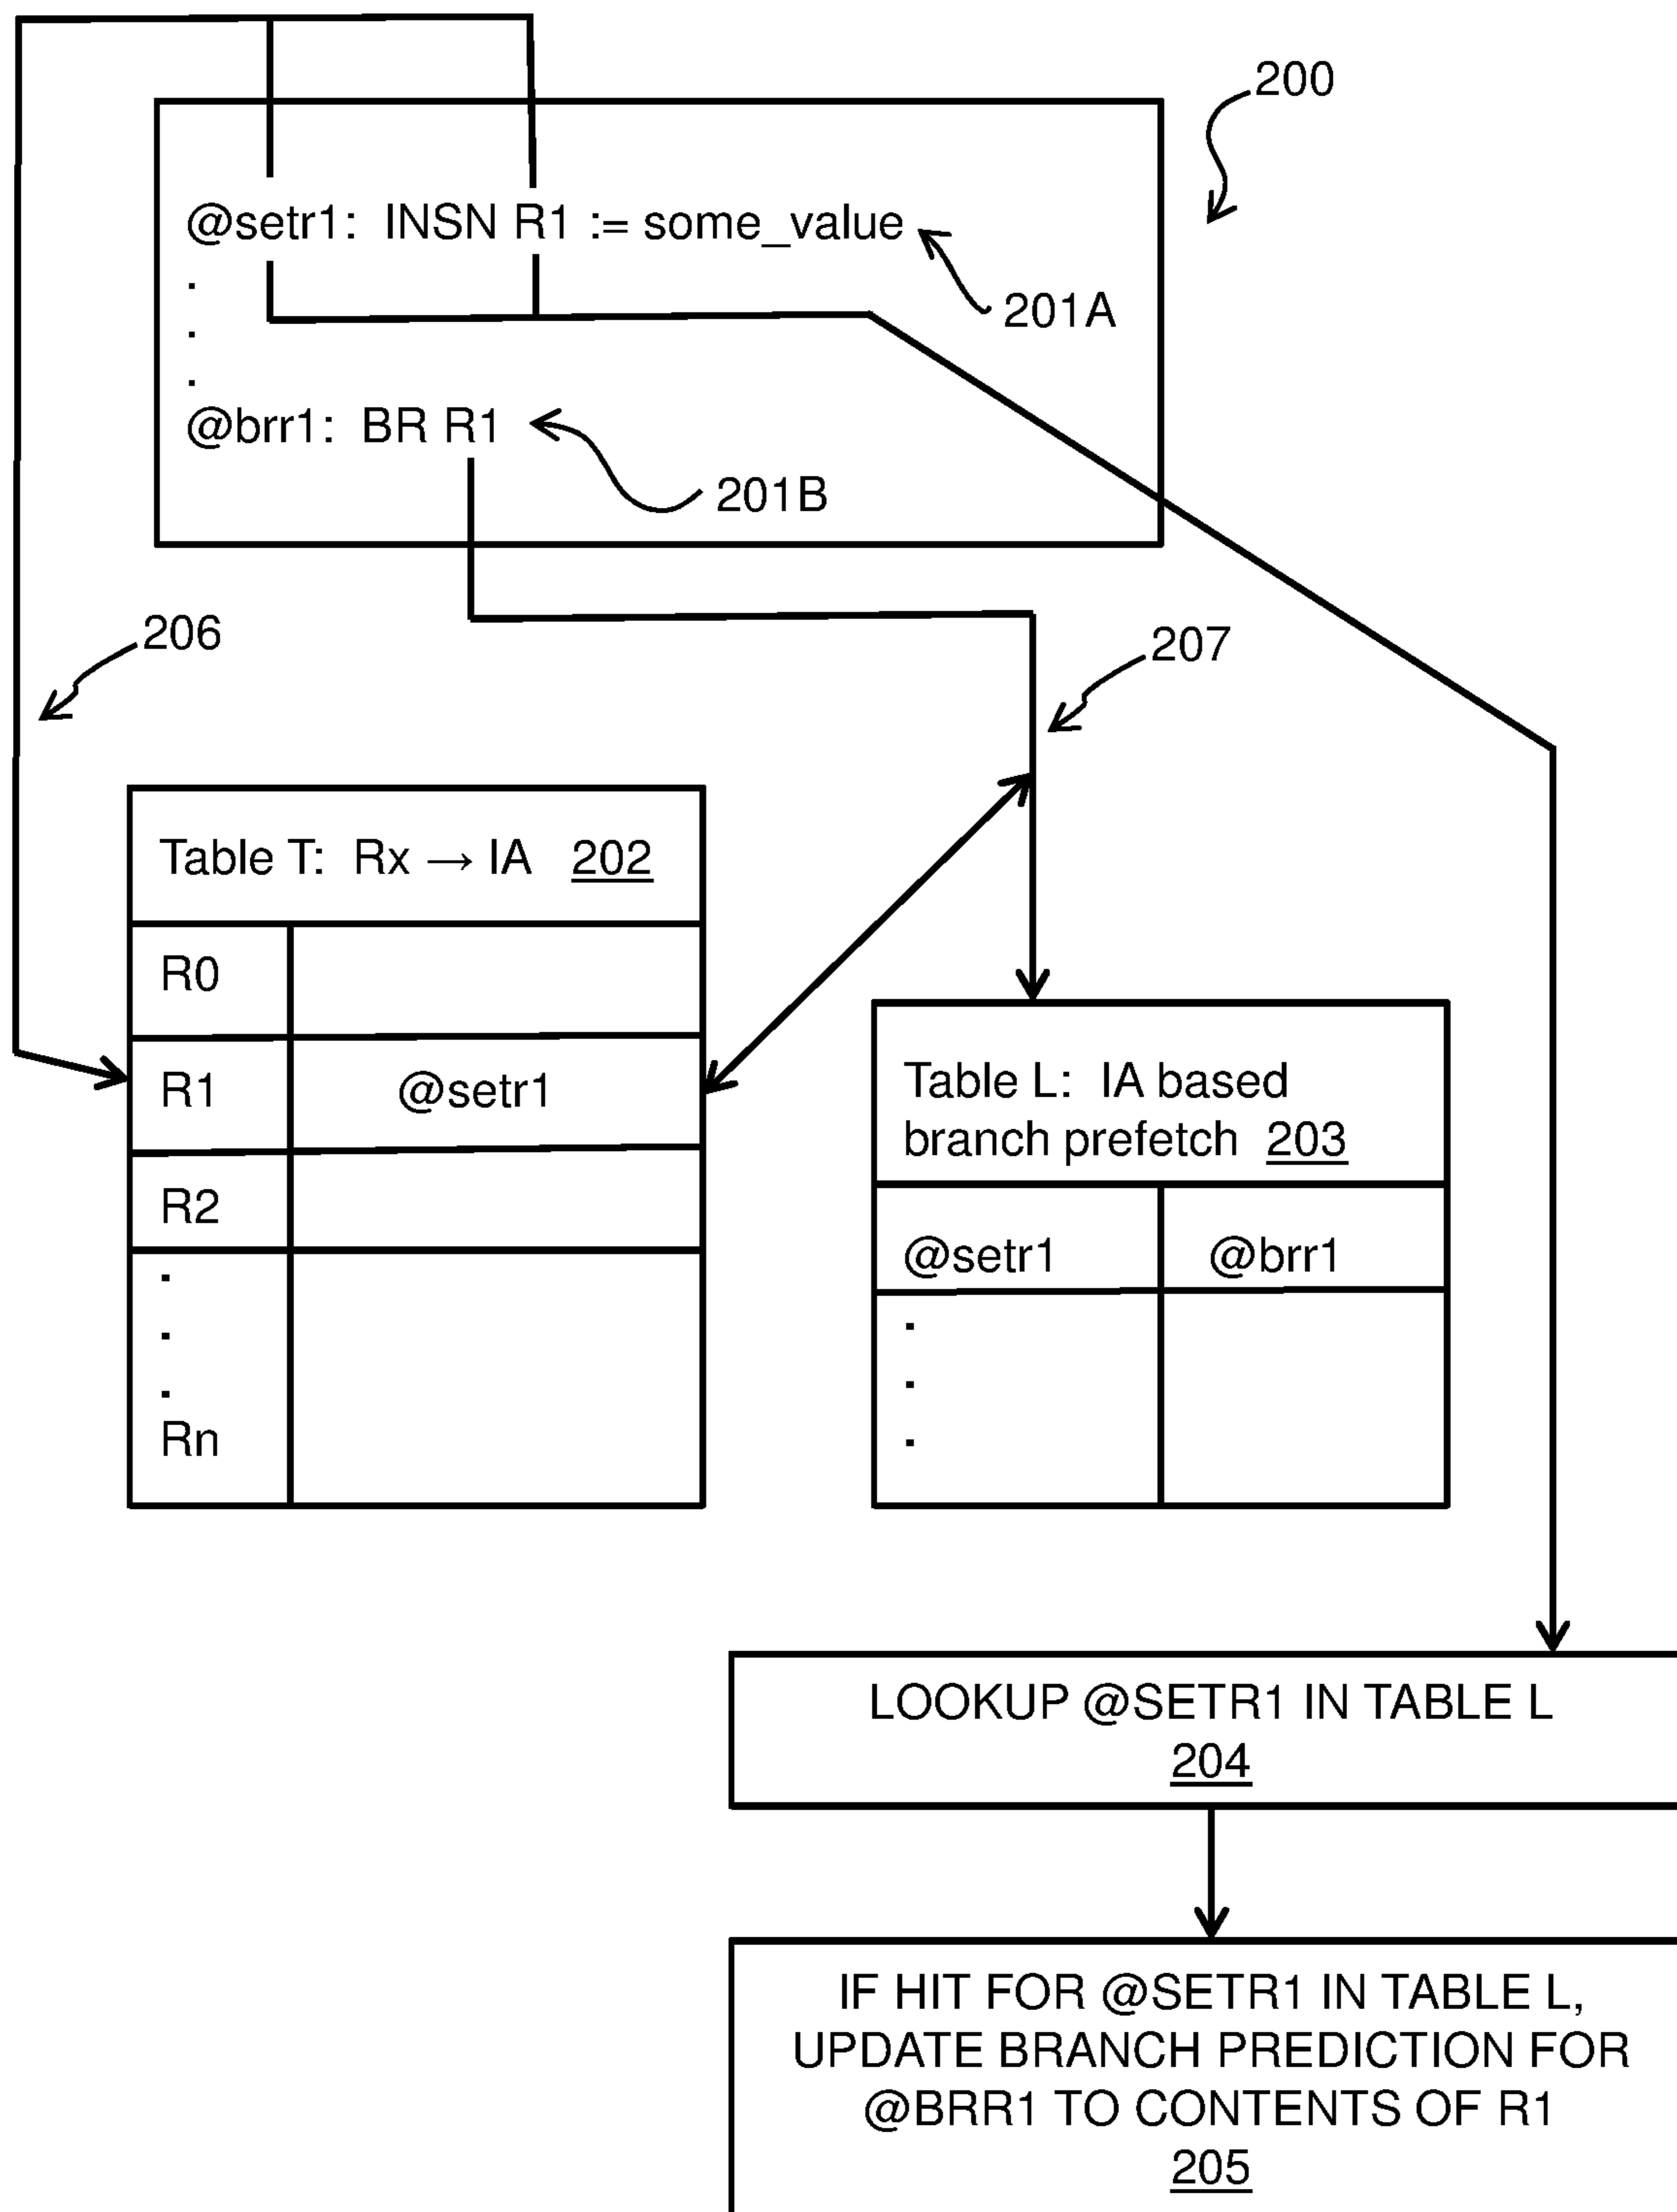 200
@setr1: INSN R1 := some_value
.
201A
.
.
@brr1: BR R1
201B
206
207
Table T: Rx → IA 202
R0
R1 @setr1
R2
.
.
.
Rn
Table L: IA based
branch prefetch 203
@setr1 @brr1
.
.
.
LOOKUP @SETR1 IN TABLE L
204
IF HIT FOR @SETR1 IN TABLE L,
UPDATE BRANCH PREDICTION FOR
@BRR1 TO CONTENTS OF R1
205